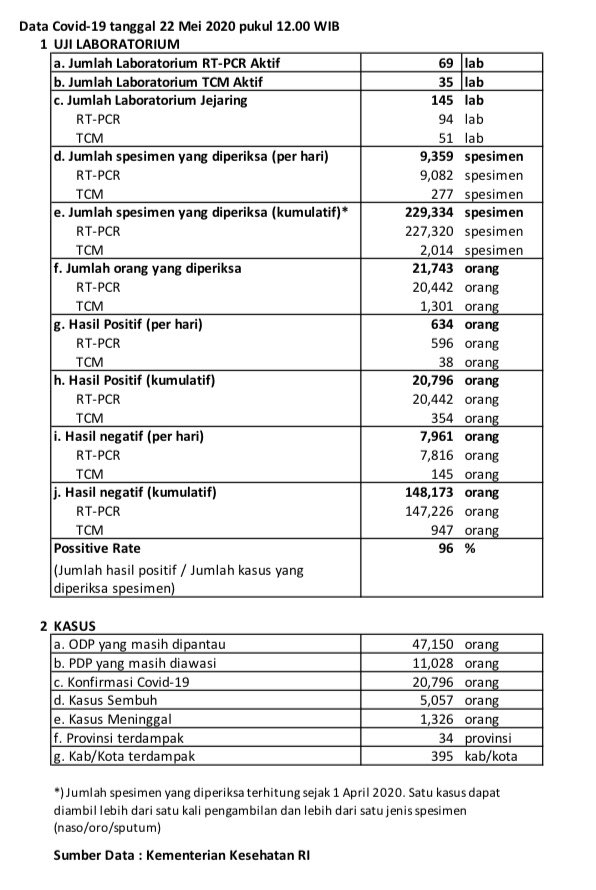 Data Covid-19 tanggal 22 Mei 2020 pukul 12.00 WIB
1 UJI LABORATORIUM
a. Jumlah Laboratorium RT-PCR Aktif 69 lab
b. Jumlah Laboratorium TCM Aktif 35 lab
c. Jumlah Laboratorium Jejaring 145 lab
RT-PCR 94 lab
TCM 51 lab
d. Jumlah spesimen yang diperiksa (per hari) 9,359 spesimen
RT-PCR 9,082 spesimen
TCM 277 spesimen
e. Jumlah spesimen yang diperiksa (kumulatif)* 229,334 spesimen
RT-PCR 227,320 spesimen
TCM 2,014 spesimen
f. Jumlah orang yang diperiksa 21,743 orang
RT-PCR 20,442 orang
TCM 1,301 orang
g. Hasil Positif (per hari) 634 orang
RT-PCR 596 orang
TCM 38 orang
h. Hasil Positif (kumulatif) 20,796 orang
RT-PCR 20,442 orang
TCM 354 orang
i. Hasil negatif (per hari) 7,961 orang
RT-PCR 7,816 orang
TCM 145 orang
j. Hasil negatif (kumulatif) 148,173 orang
RT-PCR 147,226 orang
TCM 947 orang
Possitive Rate 96 %
(Jumlah hasil positif / Jumlah kasus yang
diperiksa spesimen)
2 KASUS
a. ODP yang masih dipantau 47,150 orang
b. PDP yang masih diawasi 11,028 orang
c. Konfirmasi Covid-19 20,796 orang
d. Kasus Sembuh 5,057 orang
e. Kasus Meninggal 1,326 orang
f. Provinsi terdampak 34 provinsi
g. Kab/Kota terdampak 395 kab/kota
*) Jumlah spesimen yang diperiksa terhitung sejak 1 April 2020. Satu kasus dapat
diambil lebih dari satu kali pengambilan dan lebih dari satu jenis spesimen
(naso/oro/sputum)
Sumber Data : Kementerian Kesehatan RI